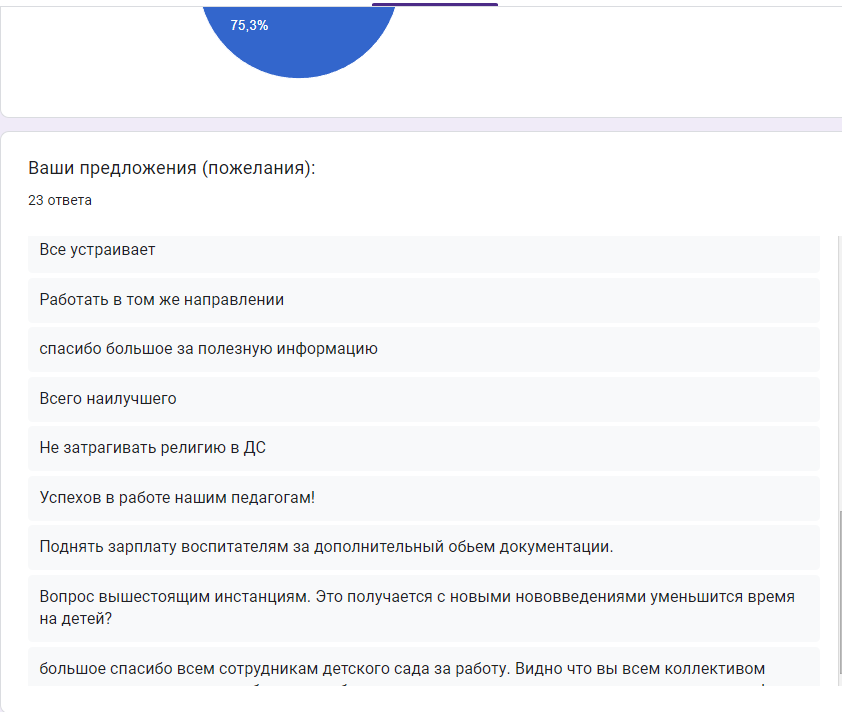 75,3%
Ваши предложения (пожелания):
23 ответа
Все устраивает
Работать в том же направлении
спасибо большое за полезную информацию
Всего наилучшего
Не затрагивать религию в ДС
Успехов в работе нашим педагогам!
Поднять зарплату воспитателям за дополнительный обьем документации.
Вопрос вышестоящим инстанциям. Это получается с новыми нововведениями уменьшится время
на детей?
большое спасибо всем сотрудникам детского сада за работу. Видно что вы всем коллективом